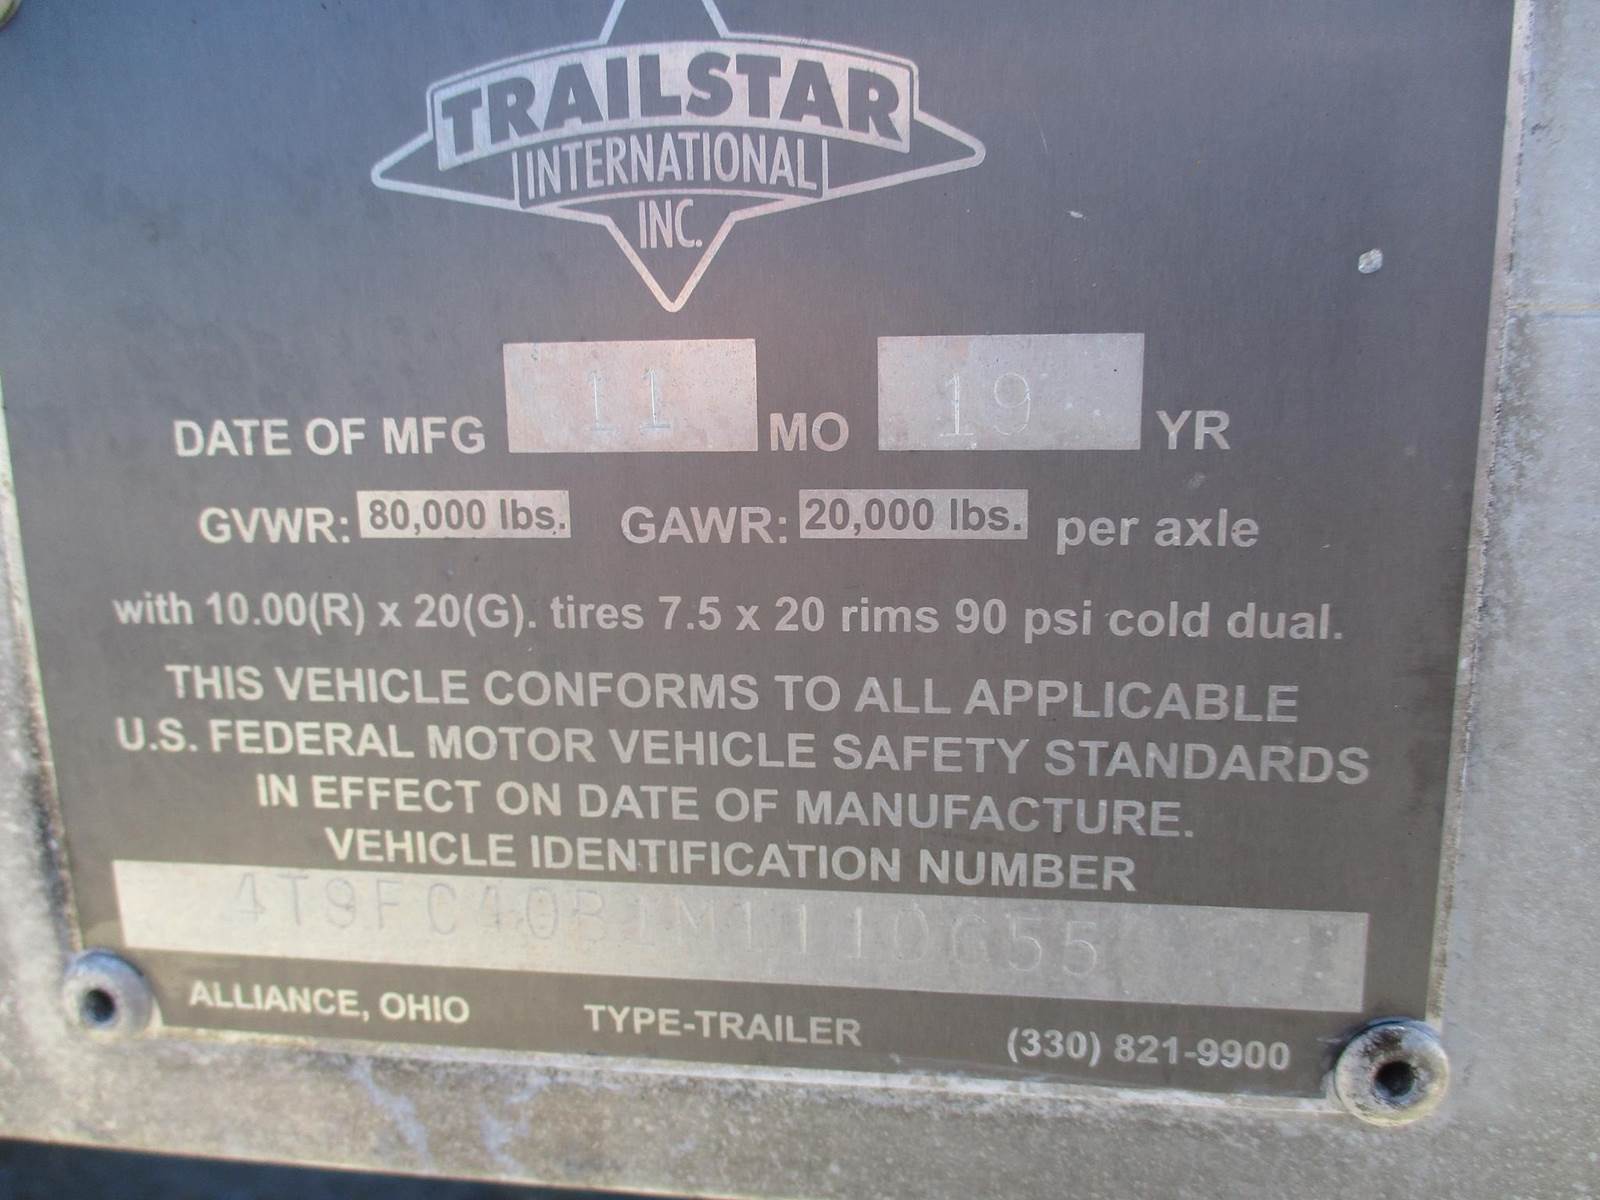 TRAILSTAR
INTERNATIONAL
INC.
DATE OF MFG 11 MO 19 YR
GVWR: 80,000 lbs. GAWR: 20,000 lbs. per axle
with 10.00(R) x 20(G). tires 7.5 x 20 rims 90 psi cold dual.
THIS VEHICLE CONFORMS TO ALL APPLICABLE
U.S. FEDERAL MOTOR VEHICLE SAFETY STANDARDS
IN EFFECT ON DATE OF MANUFACTURE.
VEHICLE IDENTIFICATION NUMBER
ALLIANCE, OHIO TYPE-TRAILER (330) 821-9900